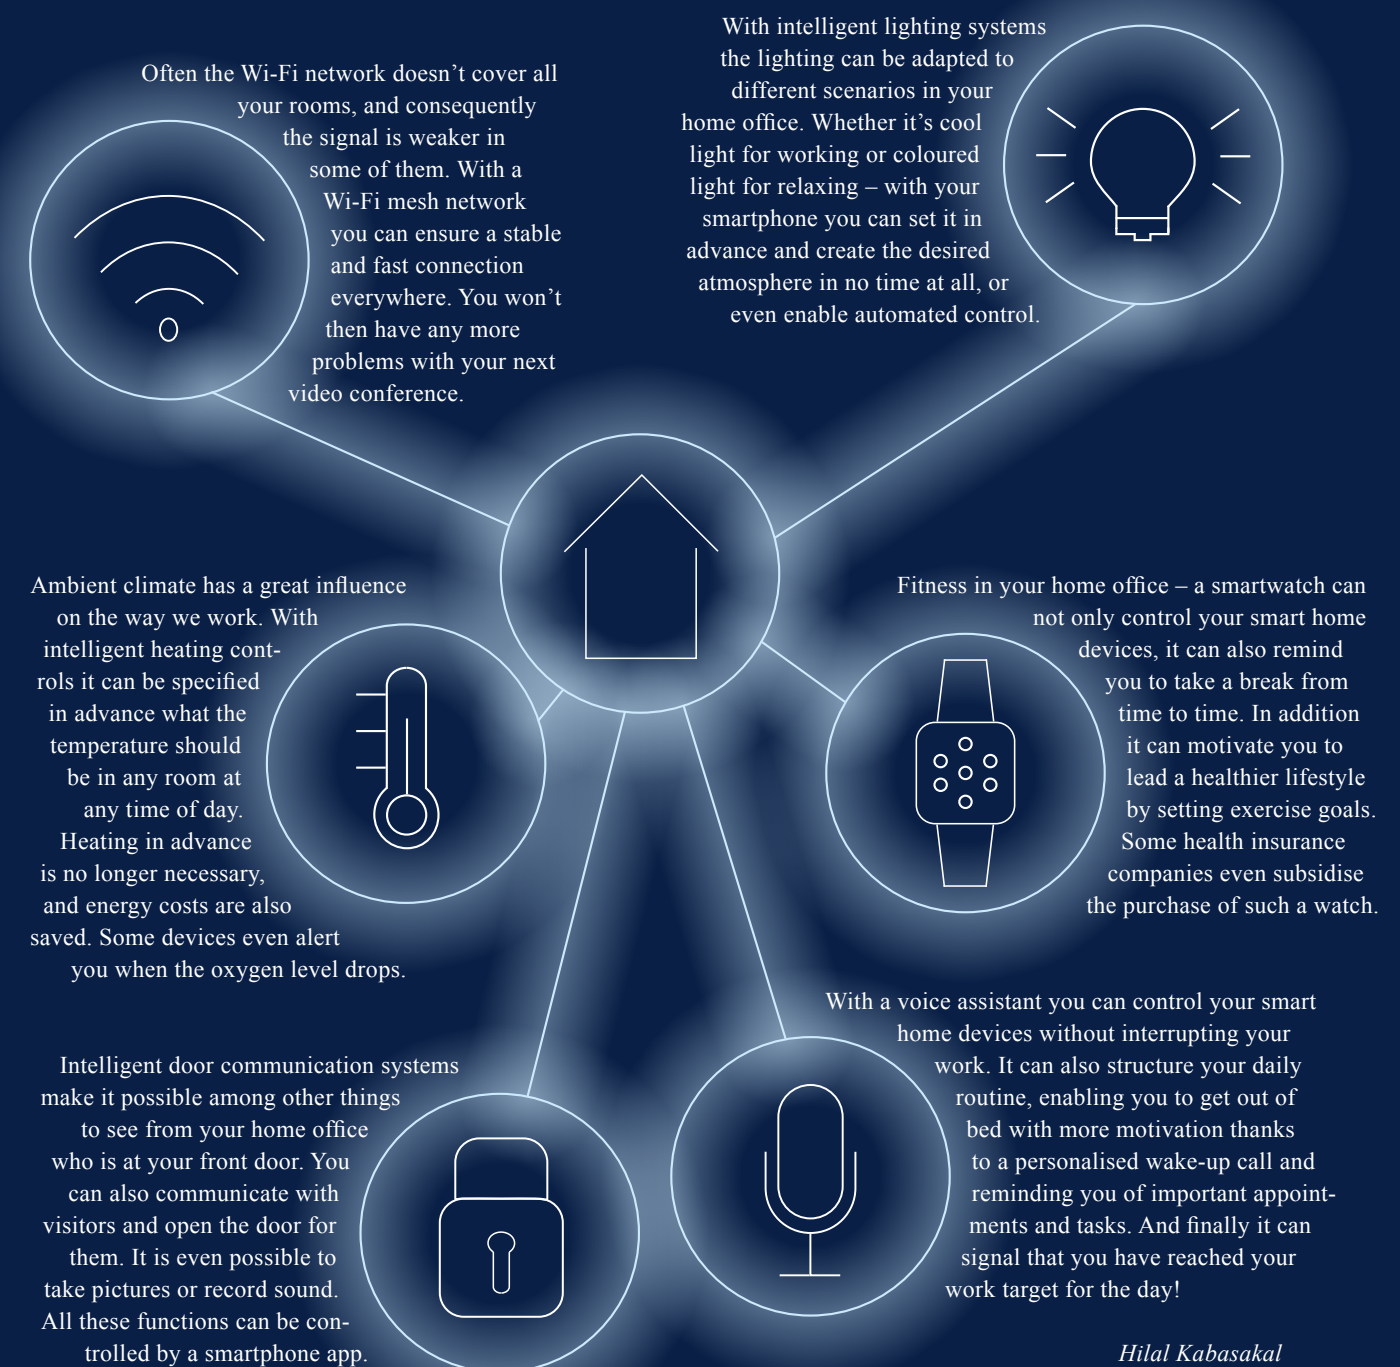 Often the Wi-Fi network doesn’t cover all
your rooms, and consequently
the signal is weaker in
some of them. With a
Wi-Fi mesh network
you can ensure a stable
and fast connection
everywhere. You won’t
then have any more
problems with your next
video conference.
With intelligent lighting systems
the lighting can be adapted to
different scenarios in your
home office. Whether it’s cool
light for working or coloured
light for relaxing – with your
smartphone you can set it in
advance and create the desired
atmosphere in no time at all, or
even enable automated control.
Ambient climate has a great influence
on the way we work. With
intelligent heating cont-
rols it can be specified
in advance what the
temperature should
be in any room at
any time of day.
Heating in advance
is no longer necessary,
and energy costs are also
saved. Some devices even alert
you when the oxygen level drops.
Fitness in your home office – a smartwatch can
not only control your smart home
devices, it can also remind
you to take a break from
time to time. In addition
it can motivate you to
lead a healthier lifestyle
by setting exercise goals.
Some health insurance
companies even subsidise
the purchase of such a watch.
Intelligent door communication systems
make it possible among other things
to see from your home office
who is at your front door. You
can also communicate with
visitors and open the door for
them. It is even possible to
take pictures or record sound.
All these functions can be con-
trolled by a smartphone app.
With a voice assistant you can control your smart
home devices without interrupting your
work. It can also structure your daily
routine, enabling you to get out of
bed with more motivation thanks
to a personalised wake-up call and
reminding you of important appoint-
ments and tasks. And finally it can
signal that you have reached your
work target for the day!
Hilal Kabasakal